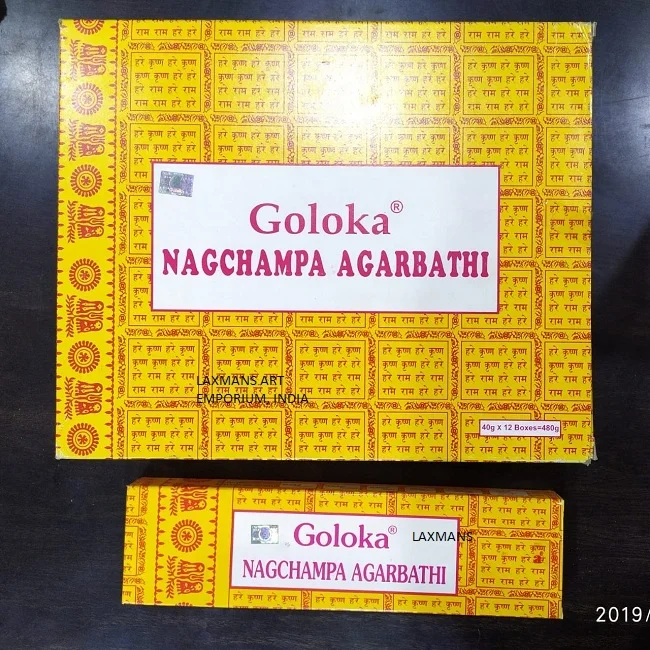 Goloka®
NAGCHAMPA AGARBATHI
LAXMANS ART
EMPORIUM, INDIA
40g X 12 Boxes=480g
हरे कृष्ण हरे कृष्ण
कृष्ण कृष्ण हरे हरे
हरे राम हरे राम
राम राम हरे हरे
Goloka®
LAXMANS
NAGCHAMPA AGARBATHI
2019/